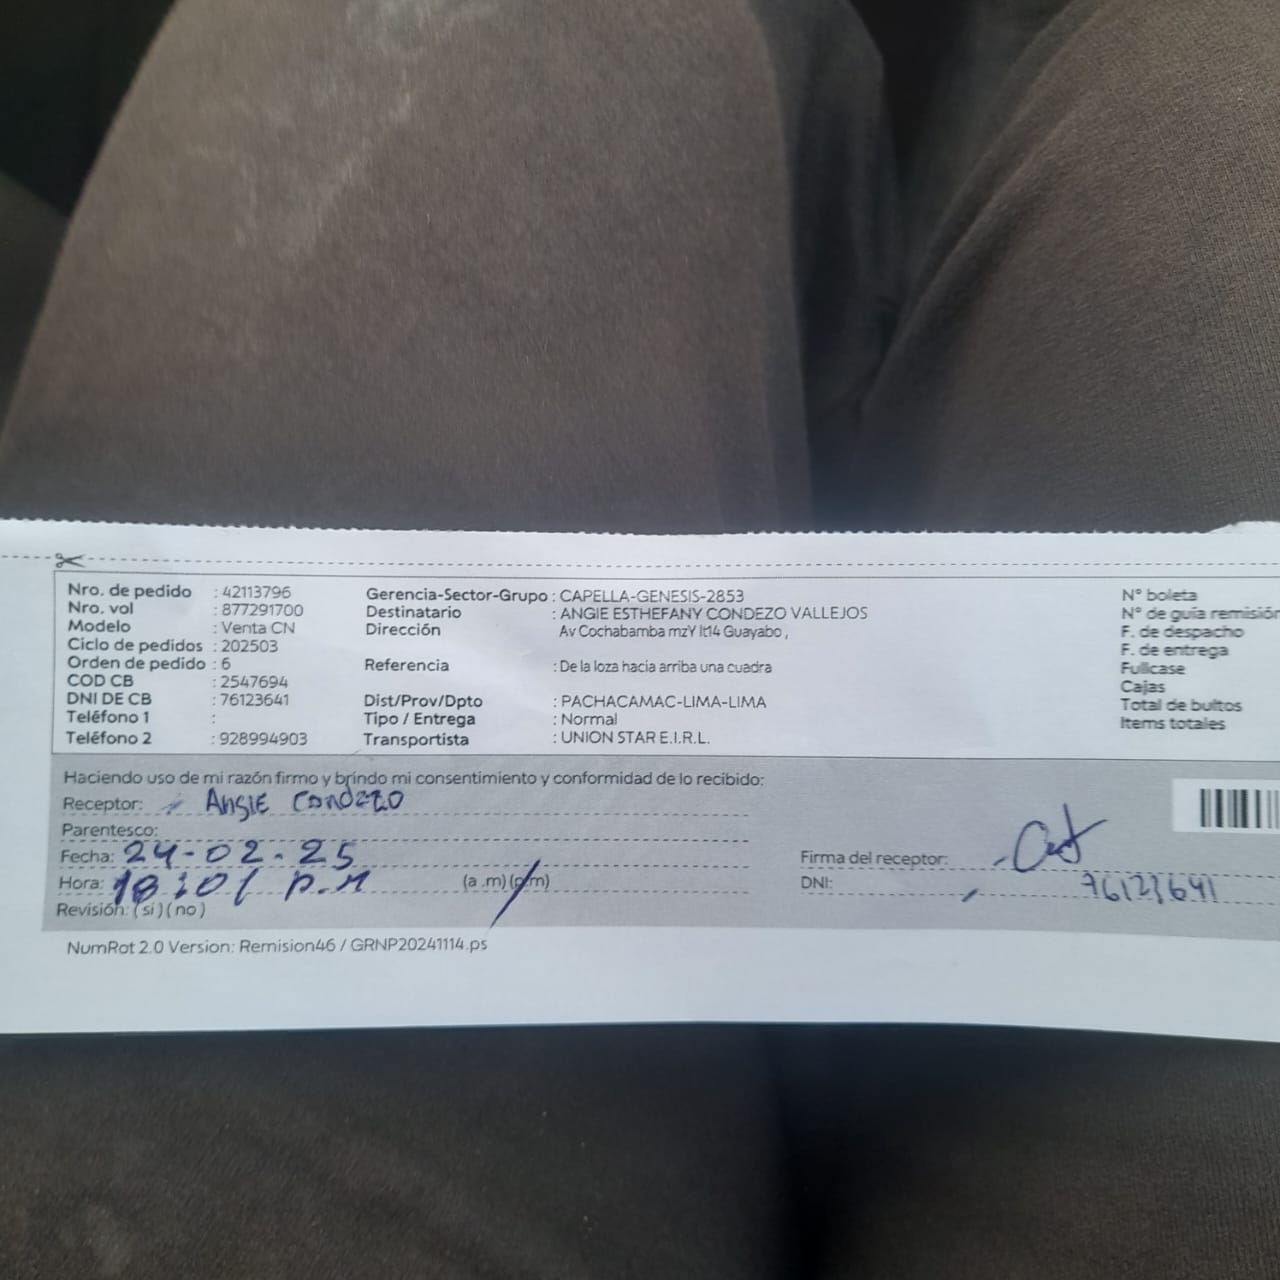 Nro. de pedido : 42113796
Nro. vol : 877291700
Modelo : Venta CN
Ciclo de pedidos : 202503
Orden de pedido : 6
COD CB : 2547694
DNI DE CB : 76123641
Teléfono 1 :
Teléfono 2 : 928994903
Gerencia-Sector-Grupo : CAPELLA-GENESIS-2853
Destinatario : ANGIE ESTHEFANY CONDEZO VALLEJOS
Dirección Av Cochabamba mzY lt14 Guayabo ,
Referencia : De la loza hacia arriba una cuadra
Dist/Prov/Dpto : PACHACAMAC-LIMA-LIMA
Tipo / Entrega : Normal
Transportista : UNION STAR E.I.R.L.
N° boleta
N° de guía remisión
F. de despacho
F. de entrega
Fullcase
Cajas
Total de bultos
Items totales
Haciendo uso de mi razón firmo y brindo mi consentimiento y conformidad de lo recibido:
Receptor: Angie Condezo
Parentesco:
Fecha: 24-02-25
Hora: 18:01 p.m (a .m) (p.m)
Revisión: ( si ) ( no )
Firma del receptor:
DNI: 76123641
NumRot 2.0 Version: Remision46 / GRNP20241114.ps